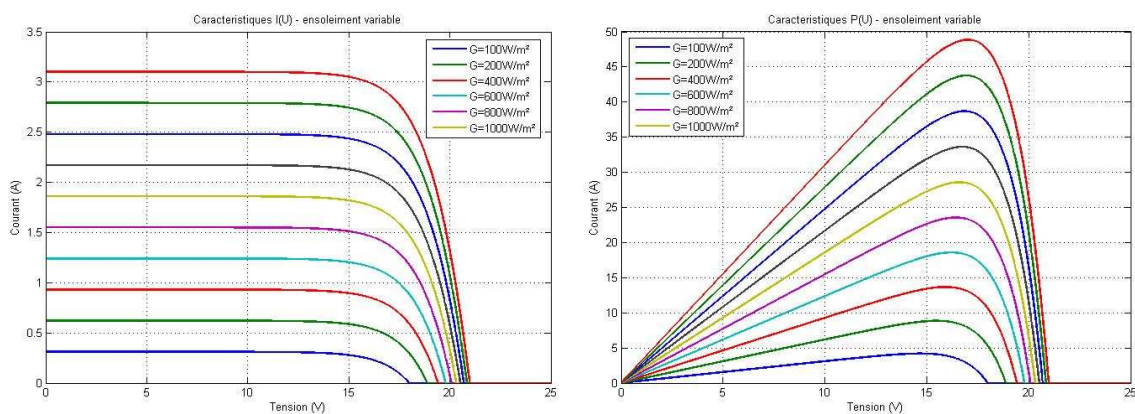 Caracteristiques I(U) - ensoleiment variable
3.5
3
2.5
2
1.5
1
0.5
0
Courant (A)
G=100W/m²
G=200W/m²
G=400W/m²
G=600W/m²
G=800W/m²
G=1000W/m²
0 5 10 15 20 25
Tension (V)
Caracteristiques P(U) - ensoleiment variable
50
45
40
35
30
25
20
15
10
5
0
Courant (A)
G=100W/m²
G=200W/m²
G=400W/m²
G=600W/m²
G=800W/m²
G=1000W/m²
0 5 10 15 20 25
Tension (V)